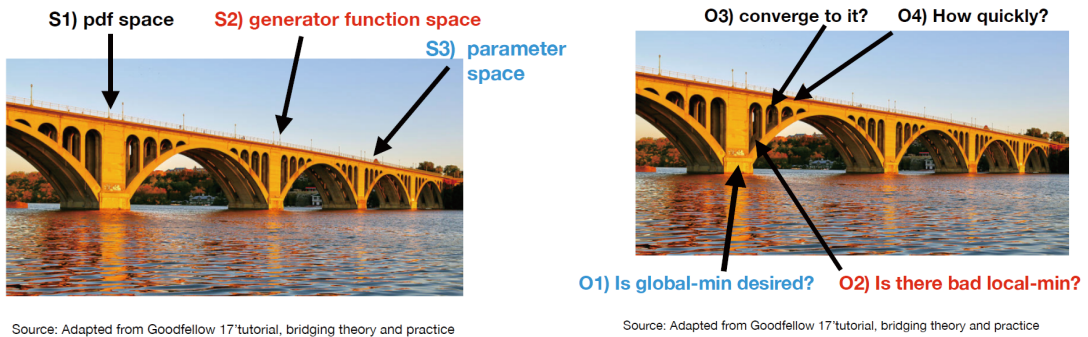 S1) pdf space
S2) generator function space
S3) parameter
space
Source: Adapted from Goodfellow 17'tutorial, bridging theory and practice
O3) converge to it?
O4) How quickly?
O1) Is global-min desired?
O2) Is there bad local-min?
Source: Adapted from Goodfellow 17'tutorial, bridging theory and practice